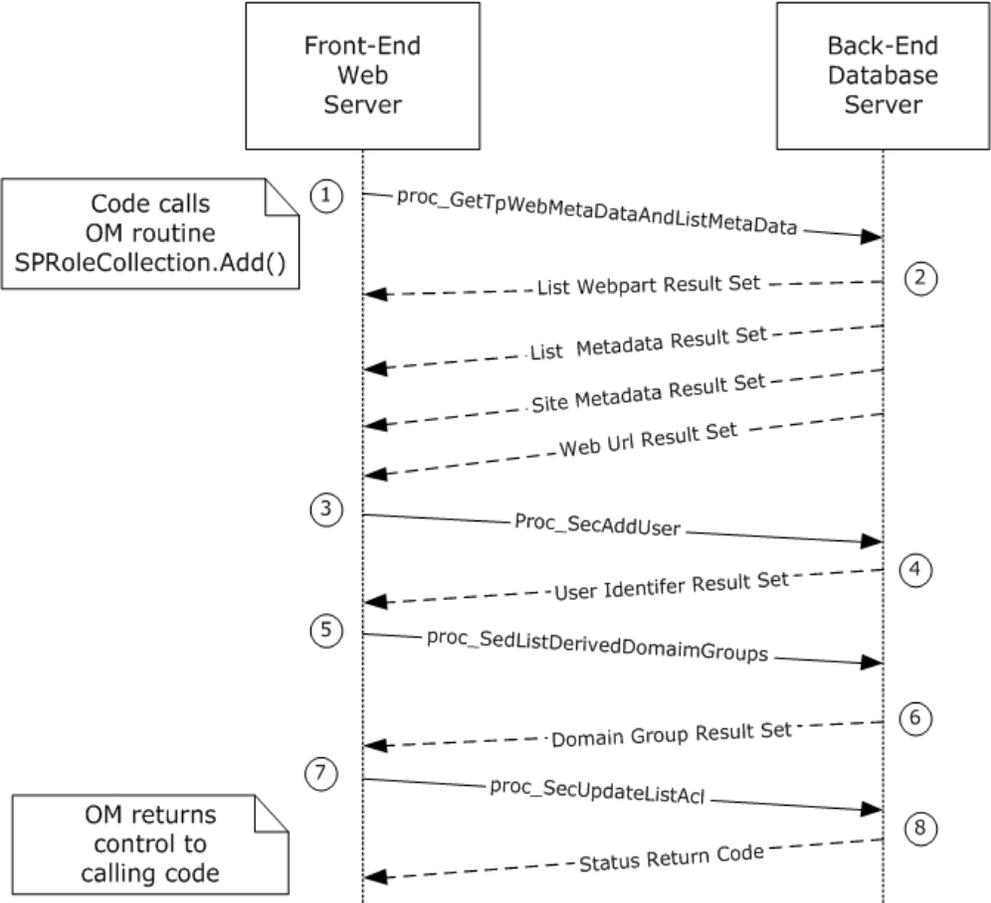 Front-End
Web
Server
Back-End
Database
Server
Code calls
OM routine
SPRoleCollection.Add()
1
proc_GetTpWebMetaDataAndListMetaData
2
List Webpart Result Set
List Metadata Result Set
Site Metadata Result Set
Web Url Result Set
3
Proc_SecAddUser
4
User Identifer Result Set
5
proc_SedListDerivedDomaimGroups
6
Domain Group Result Set
7
proc_SecUpdateListAcl
8
Status Return Code
OM returns
control to
calling code